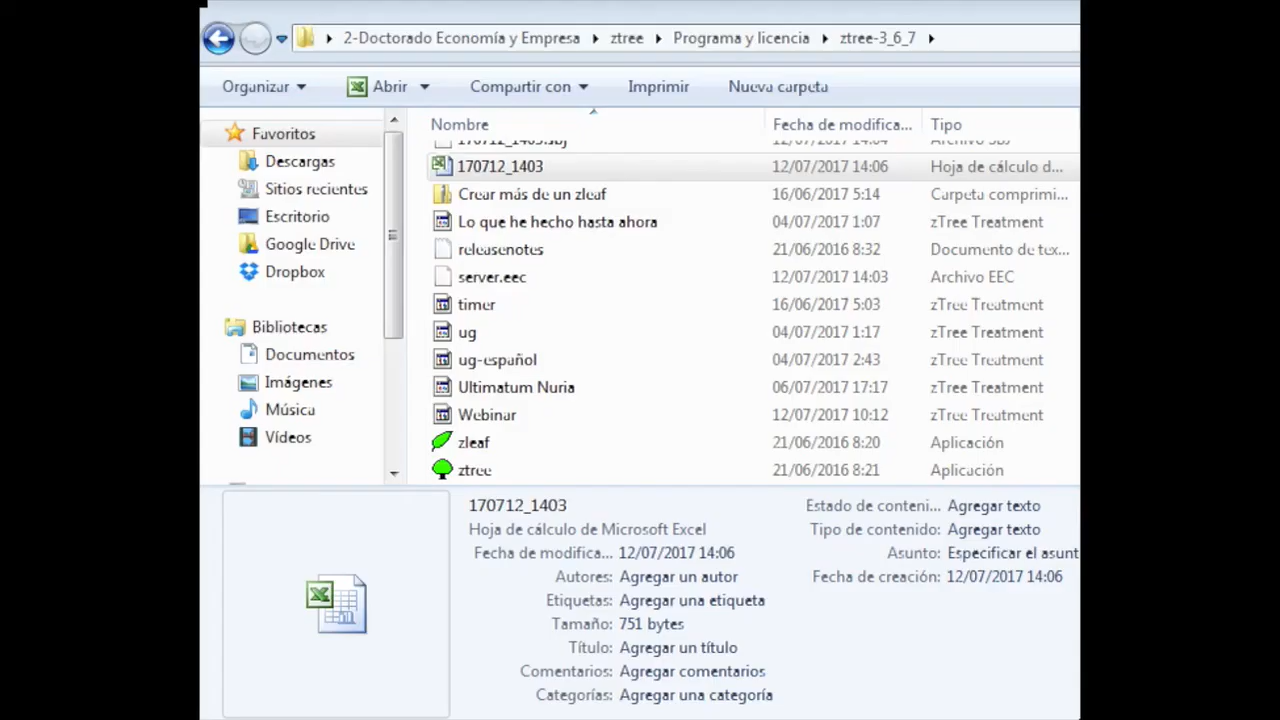 2-Doctorado Economía y Empresa ztree Programa y licencia ztree-3_6_7
Organizar Abrir Compartir con Imprimir Nueva carpeta
Favoritos
Descargas
Sitios recientes
Escritorio
Google Drive
Dropbox
Bibliotecas
Documentos
Imágenes
Música
Vídeos
Nombre Fecha de modifica... Tipo
170712_1403 12/07/2017 14:06 Hoja de cálculo d...
Crear más de un zleaf 16/06/2017 5:14 Carpeta comprimi...
Lo que he hecho hasta ahora 04/07/2017 1:07 zTree Treatment
releasenotes 21/06/2016 8:32 Documento de tex...
server.eec 12/07/2017 14:03 Archivo EEC
timer 16/06/2017 5:03 zTree Treatment
ug 04/07/2017 1:17 zTree Treatment
ug-español 04/07/2017 2:43 zTree Treatment
Ultimatum Nuria 06/07/2017 17:17 zTree Treatment
Webinar 12/07/2017 10:12 zTree Treatment
zleaf 21/06/2016 8:20 Aplicación
ztree 21/06/2016 8:21 Aplicación
170712_1403
Hoja de cálculo de Microsoft Excel
Fecha de modifica... 12/07/2017 14:06
Autores: Agregar un autor
Etiquetas: Agregar una etiqueta
Tamaño: 751 bytes
Título: Agregar un título
Comentarios: Agregar comentarios
Categorías: Agregar una categoría
Estado de conteni... Agregar texto
Tipo de contenido: Agregar texto
Asunto: Especificar el asunt
Fecha de creación: 12/07/2017 14:06